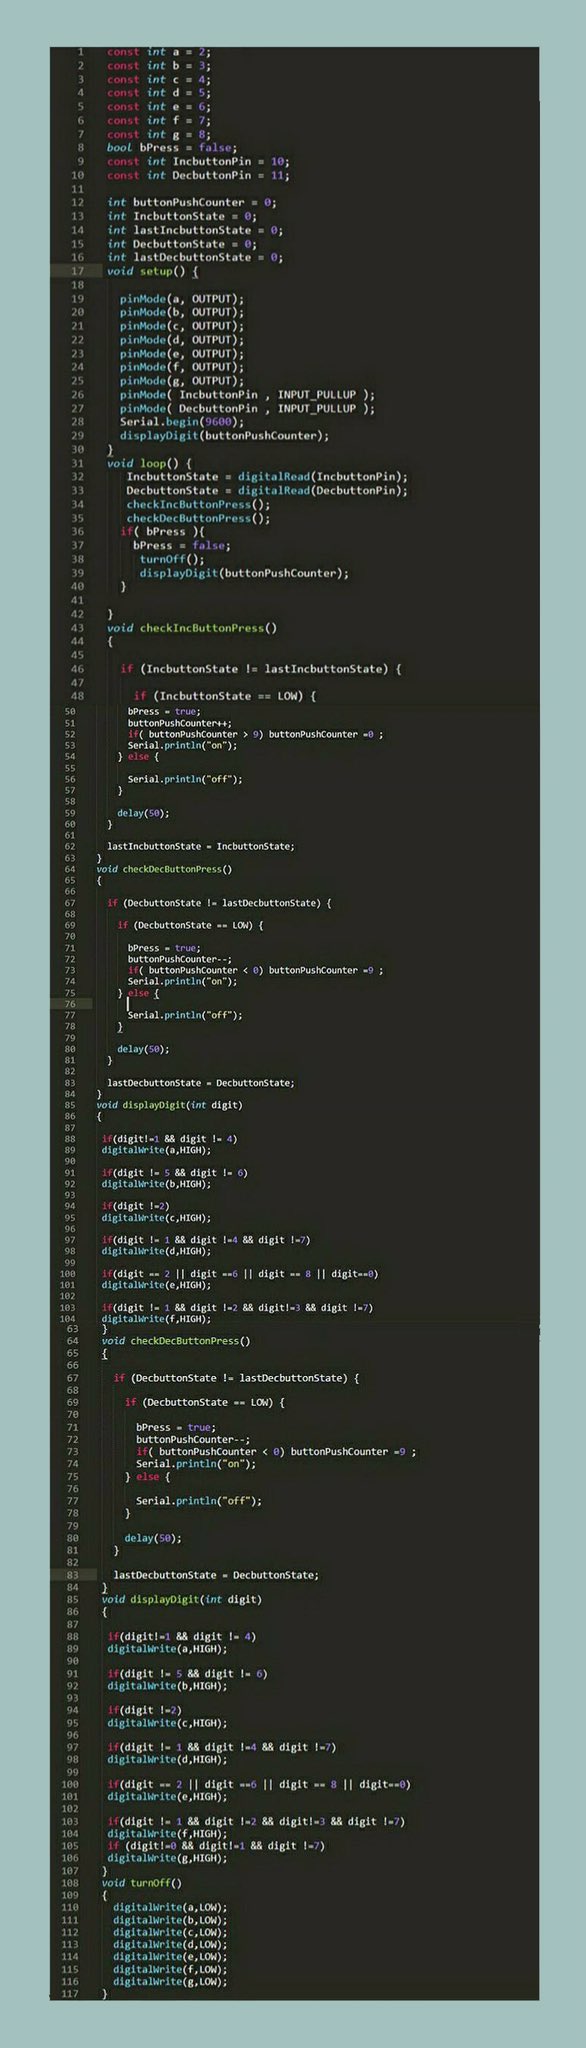 1 const int a = 2;
2 const int b = 3;
3 const int c = 4;
4 const int d = 5;
5 const int e = 6;
6 const int f = 7;
7 const int g = 8;
8 bool bPress = false;
9 const int IncbuttonPin = 10;
10 const int DecbuttonPin = 11;
11
12 int buttonPushCounter = 0;
13 int IncbuttonState = 0;
14 int lastIncbuttonState = 0;
15 int DecbuttonState = 0;
16 int lastDecbuttonState = 0;
17 void setup() {
18
19 pinMode(a, OUTPUT);
20 pinMode(b, OUTPUT);
21 pinMode(c, OUTPUT);
22 pinMode(d, OUTPUT);
23 pinMode(e, OUTPUT);
24 pinMode(f, OUTPUT);
25 pinMode(g, OUTPUT);
26 pinMode( IncbuttonPin , INPUT_PULLUP );
27 pinMode( DecbuttonPin , INPUT_PULLUP );
28 Serial.begin(9600);
29 displayDigit(buttonPushCounter);
30 }
31 void loop() {
32 IncbuttonState = digitalRead(IncbuttonPin);
33 DecbuttonState = digitalRead(DecbuttonPin);
34 checkIncButtonPress();
35 checkDecButtonPress();
36 if( bPress ){
37 bPress = false;
38 turnOff();
39 displayDigit(buttonPushCounter);
40 }
41
42 }
43 void checkIncButtonPress()
44 {
45
46 if (IncbuttonState != lastIncbuttonState) {
47
48 if (IncbuttonState == LOW) {
50 bPress = true;
51 buttonPushCounter++;
52 if( buttonPushCounter > 9) buttonPushCounter =0 ;
53 Serial.println("on");
54 } else {
55
56 Serial.println("off");
57 }
58
59 delay(50);
60 }
61
62 lastIncbuttonState = IncbuttonState;
63 }
64 void checkDecButtonPress()
65 {
66
67 if (DecbuttonState != lastDecbuttonState) {
68
69 if (DecbuttonState == LOW) {
70
71 bPress = true;
72 buttonPushCounter--;
73 if( buttonPushCounter < 0) buttonPushCounter =9 ;
74 Serial.println("on");
75 } else {
76
77 Serial.println("off");
78 }
79
80 delay(50);
81 }
82
83 lastDecbuttonState = DecbuttonState;
84 }
85 void displayDigit(int digit)
86 {
87
88 if(digit!=1 && digit != 4)
89 digitalWrite(a,HIGH);
90
91 if(digit != 5 && digit != 6)
92 digitalWrite(b,HIGH);
93
94 if(digit !=2)
95 digitalWrite(c,HIGH);
96
97 if(digit != 1 && digit !=4 && digit !=7)
98 digitalWrite(d,HIGH);
99
100 if(digit == 2 || digit ==6 || digit == 8 || digit==0)
101 digitalWrite(e,HIGH);
102
103 if(digit != 1 && digit !=2 && digit!=3 && digit !=7)
104 digitalWrite(f,HIGH);
63 }
64 void checkDecButtonPress()
65 {
66
67 if (DecbuttonState != lastDecbuttonState) {
68
69 if (DecbuttonState == LOW) {
70
71 bPress = true;
72 buttonPushCounter--;
73 if( buttonPushCounter < 0) buttonPushCounter =9 ;
74 Serial.println("on");
75 } else {
76
77 Serial.println("off");
78 }
79
80 delay(50);
81 }
82
83 lastDecbuttonState = DecbuttonState;
84 }
85 void displayDigit(int digit)
86 {
87
88 if(digit!=1 && digit != 4)
89 digitalWrite(a,HIGH);
90
91 if(digit != 5 && digit != 6)
92 digitalWrite(b,HIGH);
93
94 if(digit !=2)
95 digitalWrite(c,HIGH);
96
97 if(digit != 1 && digit !=4 && digit !=7)
98 digitalWrite(d,HIGH);
99
100 if(digit == 2 || digit ==6 || digit == 8 || digit==0)
101 digitalWrite(e,HIGH);
102
103 if(digit != 1 && digit !=2 && digit!=3 && digit !=7)
104 digitalWrite(f,HIGH);
105 if (digit!=0 && digit!=1 && digit !=7)
106 digitalWrite(g,HIGH);
107 }
108 void turnOff()
109 {
110 digitalWrite(a,LOW);
111 digitalWrite(b,LOW);
112 digitalWrite(c,LOW);
113 digitalWrite(d,LOW);
114 digitalWrite(e,LOW);
115 digitalWrite(f,LOW);
116 digitalWrite(g,LOW);
117 }